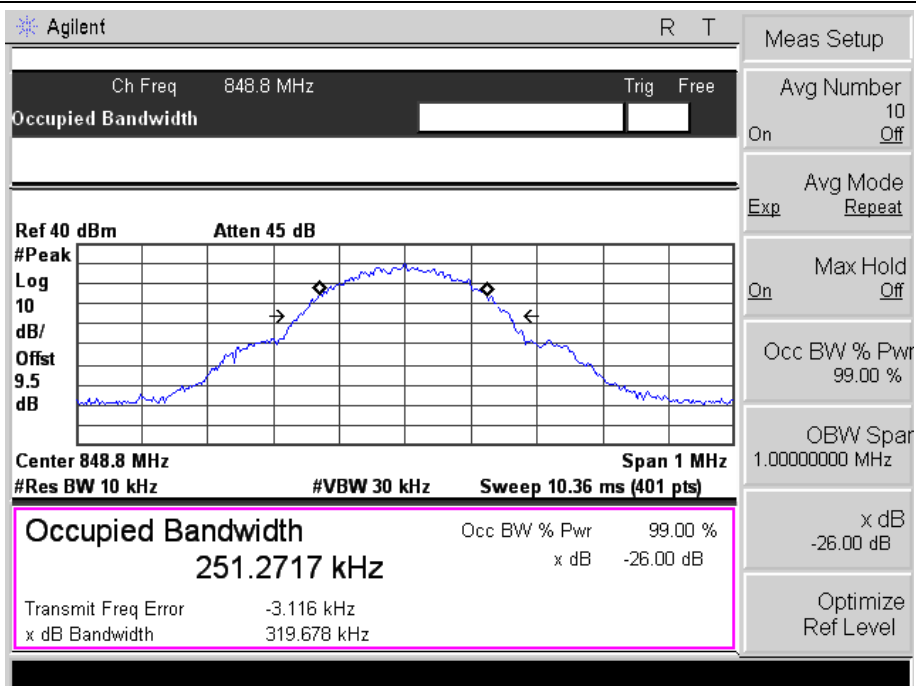 Agilent R T
Ch Freq 848.8 MHz Trig Free
Occupied Bandwidth
Ref 40 dBm Atten 45 dB
#Peak
Log
10
dB/
Offst
9.5
dB
Center 848.8 MHz Span 1 MHz
#Res BW 10 kHz #VBW 30 kHz Sweep 10.36 ms (401 pts)
Occupied Bandwidth
251.2717 kHz
Occ BW % Pwr 99.00 %
x dB -26.00 dB
Transmit Freq Error -3.116 kHz
x dB Bandwidth 319.678 kHz
Meas Setup
Avg Number
10
On Off
Avg Mode
Exp Repeat
Max Hold
On Off
Occ BW % Pwr
99.00 %
OBW Span
1.00000000 MHz
x dB
-26.00 dB
Optimize
Ref Level